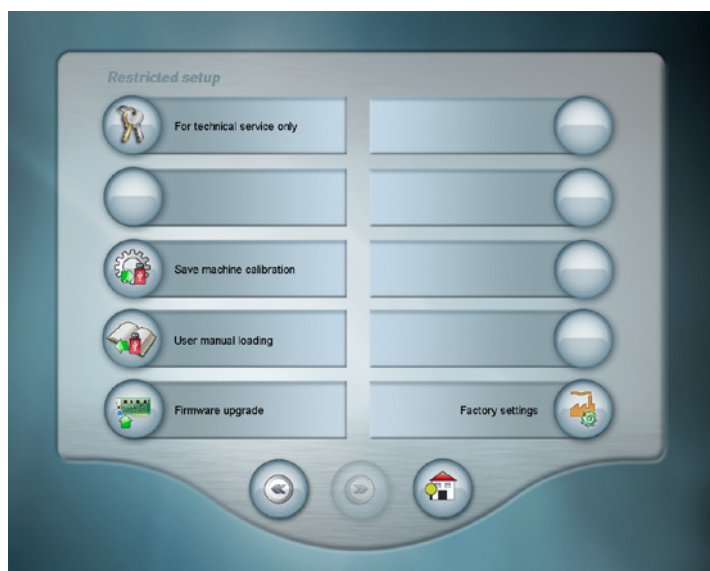 Restricted setup
For technical service only
Save machine calibration
User manual loading
Firmware upgrade
Factory settings